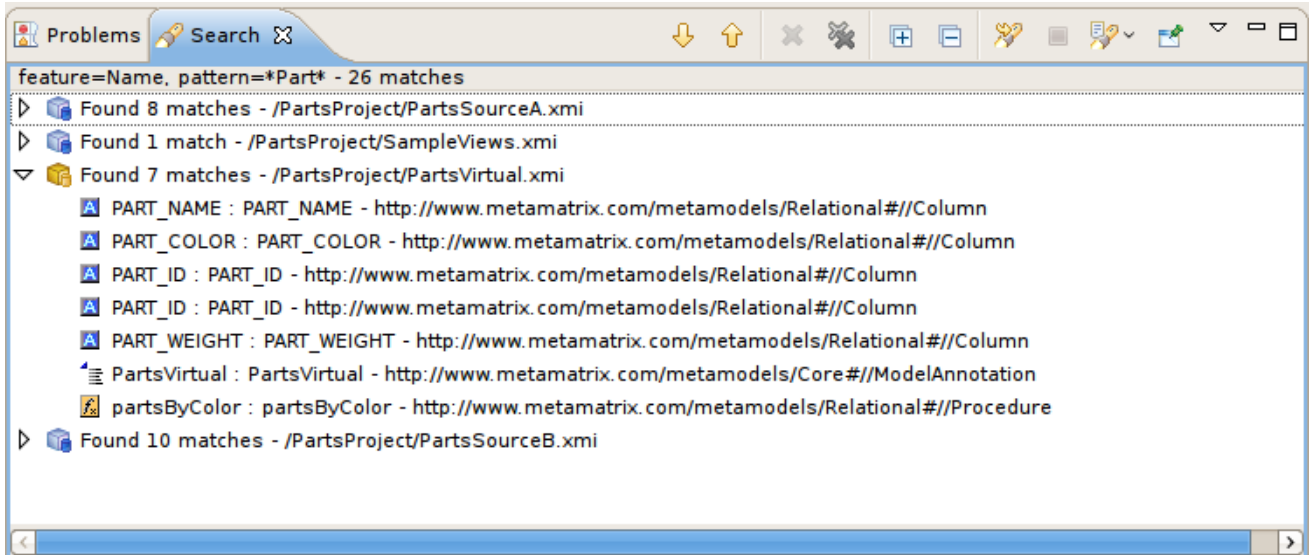 Problems Search
feature=Name, pattern=*Part* - 26 matches
Found 8 matches - /PartsProject/PartsSourceA.xmi
Found 1 match - /PartsProject/SampleViews.xmi
Found 7 matches - /PartsProject/PartsVirtual.xmi
PART_NAME : PART_NAME - http://www.metamatrix.com/metamodels/Relational#//Column
PART_COLOR : PART_COLOR - http://www.metamatrix.com/metamodels/Relational#//Column
PART_ID : PART_ID - http://www.metamatrix.com/metamodels/Relational#//Column
PART_ID : PART_ID - http://www.metamatrix.com/metamodels/Relational#//Column
PART_WEIGHT : PART_WEIGHT - http://www.metamatrix.com/metamodels/Relational#//Column
PartsVirtual : PartsVirtual - http://www.metamatrix.com/metamodels/Core#//ModelAnnotation
partsByColor : partsByColor - http://www.metamatrix.com/metamodels/Relational#//Procedure
Found 10 matches - /PartsProject/PartsSourceB.xmi